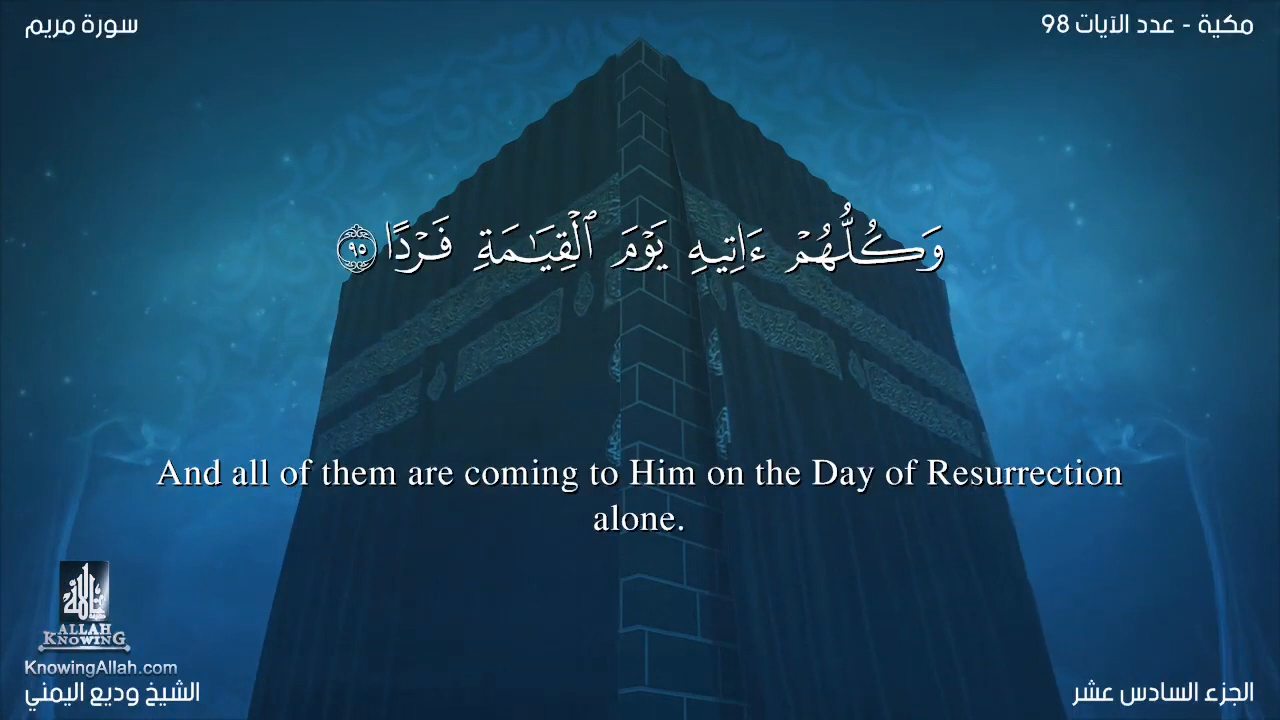 سورة مريم
مكية - عدد الآيات 98
وَكُلُّهُمْ ءَاتِيهِ يَوْمَ ٱلْقِيَـٰمَةِ فَرْدًا ٩٥
And all of them are coming to Him on the Day of Resurrection
alone.
ALLAH
KNOWING
KnowingAllah.com
الشيخ وديع اليمني
الجزء السادس عشر